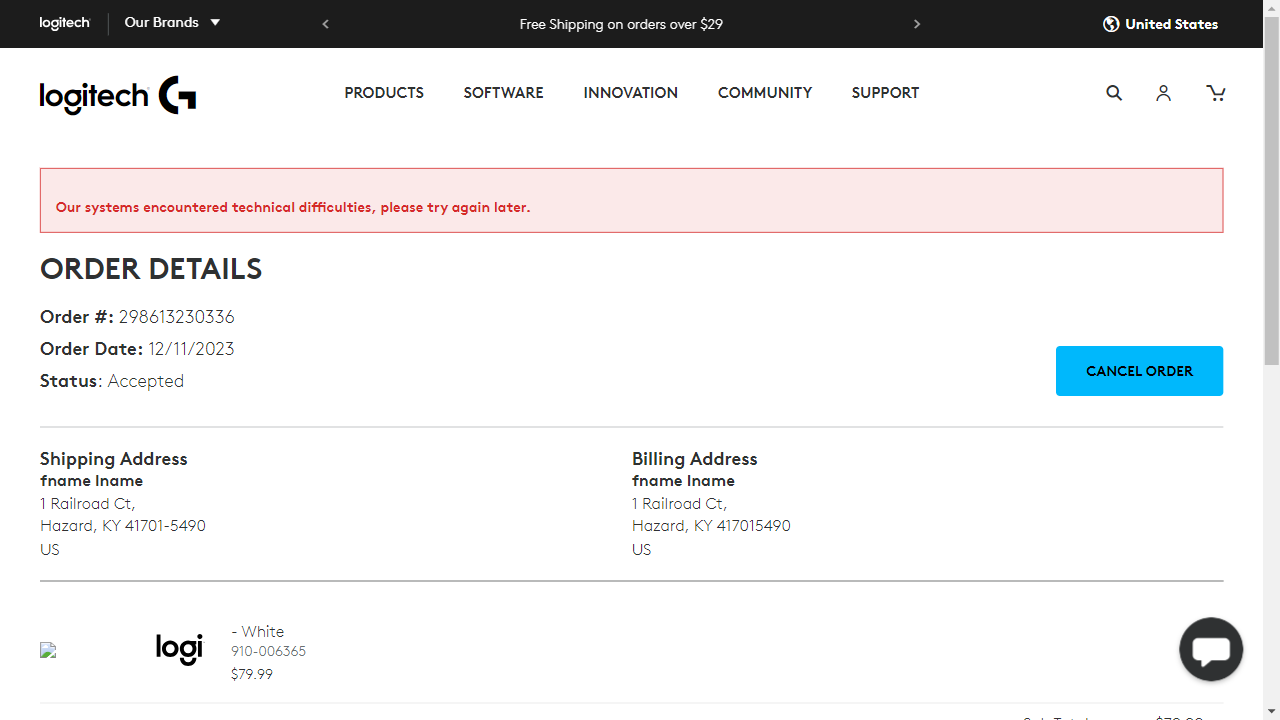 logitech
Our Brands
Free Shipping on orders over $29
United States
logitech G
PRODUCTS
SOFTWARE
INNOVATION
COMMUNITY
SUPPORT
Our systems encountered technical difficulties, please try again later.
ORDER DETAILS
Order #: 298613230336
Order Date: 12/11/2023
Status: Accepted
CANCEL ORDER
Shipping Address
fname lname
1 Railroad Ct,
Hazard, KY 41701-5490
US
Billing Address
fname lname
1 Railroad Ct,
Hazard, KY 417015490
US
logi
- White
910-006365
$79.99